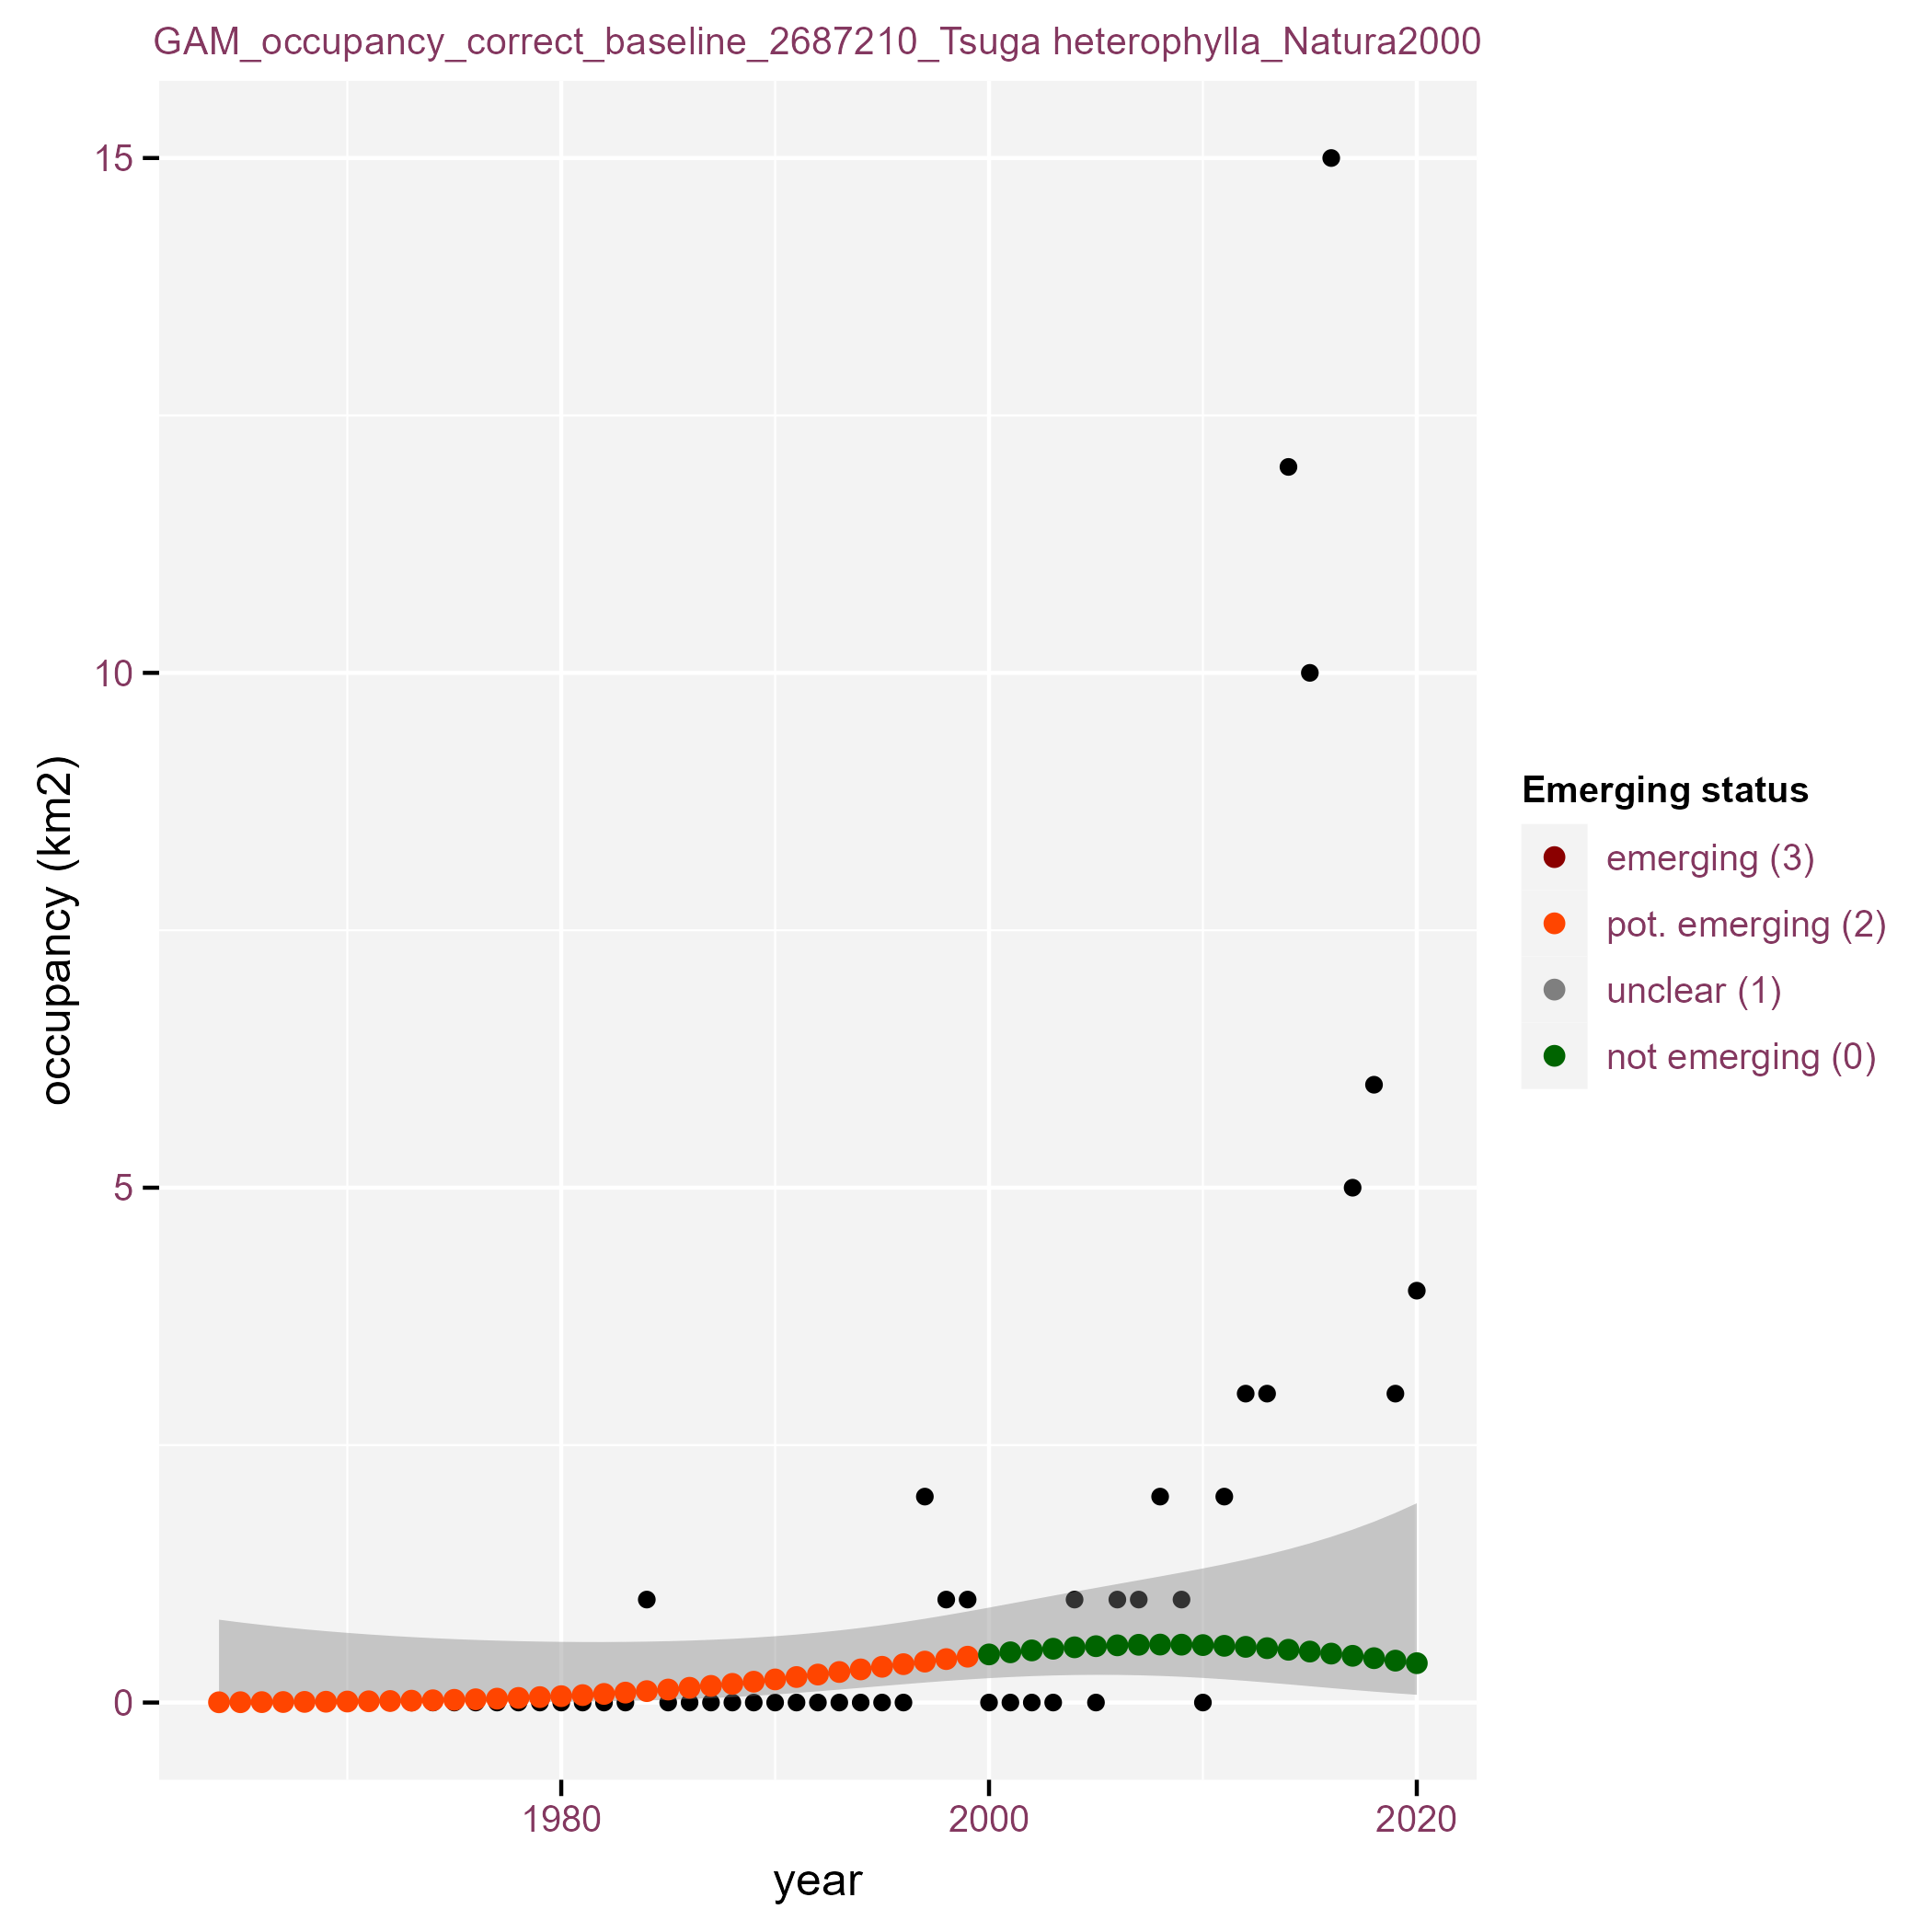 GAM_occupancy_correct_baseline_2687210_Tsuga heterophylla_Natura2000
15
10
5
0
occupancy (km2)
1980
2000
2020
year
Emerging status
emerging (3)
pot. emerging (2)
unclear (1)
not emerging (0)